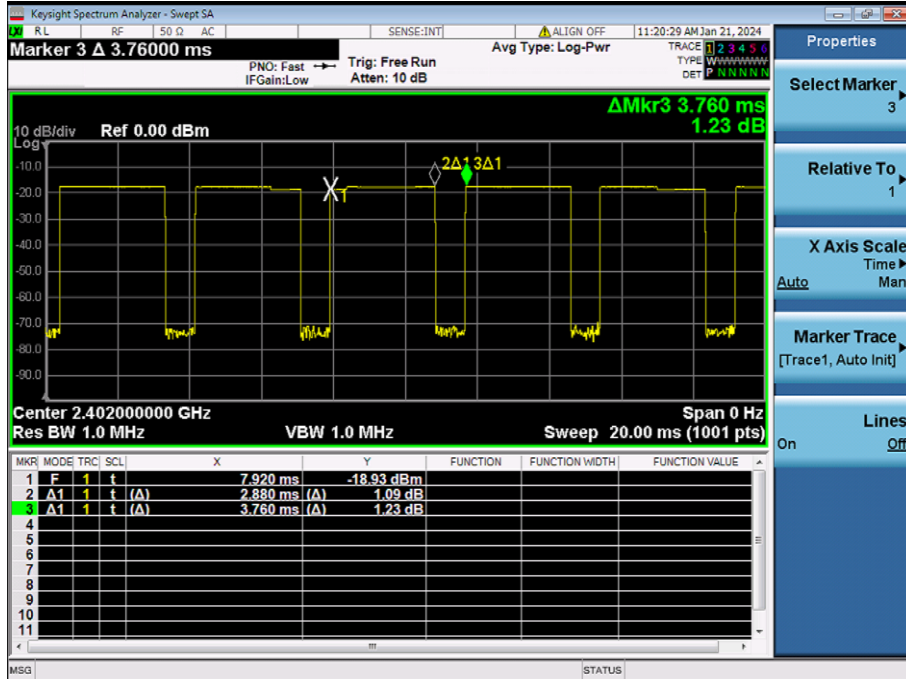 Keysight Spectrum Analyzer - Swept SA
LXI RL RF 50 Ω AC SENSE:INT ALIGN OFF 11:20:29 AM Jan 21, 2024
Marker 3 Δ 3.76000 ms
PNO: Fast
IFGain:Low
Trig: Free Run
Atten: 10 dB
Avg Type: Log-Pwr
TRACE 1 2 3 4 5 6
TYPE WWWWWW
DET P N N N N N
ΔMkr3 3.760 ms
1.23 dB
10 dB/div Ref 0.00 dBm
Log
-10.0
-20.0
-30.0
-40.0
-50.0
-60.0
-70.0
-80.0
-90.0
2Δ1 3Δ1
X1
Center 2.402000000 GHz Span 0 Hz
Res BW 1.0 MHz VBW 1.0 MHz Sweep 20.00 ms (1001 pts)
MKR MODE TRC SCL X Y FUNCTION FUNCTION WIDTH FUNCTION VALUE
1 F 1 t 7.920 ms -18.93 dBm
2 Δ1 1 t (Δ) 2.880 ms (Δ) 1.09 dB
3 Δ1 1 t (Δ) 3.760 ms (Δ) 1.23 dB
4
5
6
7
8
9
10
11
MSG STATUS
Properties
Select Marker
3
Relative To
1
X Axis Scale
Time
Auto Man
Marker Trace
[Trace1, Auto Init]
Lines
On Off